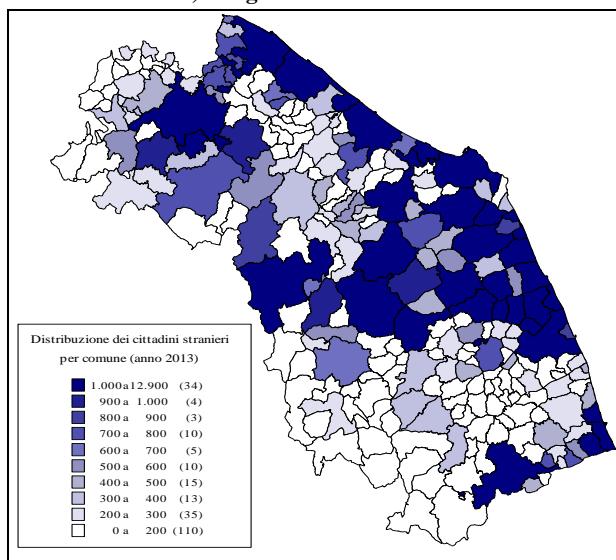 Distribuzione dei cittadini stranieri
per comune (anno 2013)
1.000 a 12.900 (34)
900 a 1.000 (4)
800 a 900 (3)
700 a 800 (10)
600 a 700 (5)
500 a 600 (10)
400 a 500 (15)
300 a 400 (13)
200 a 300 (35)
0 a 200 (110)